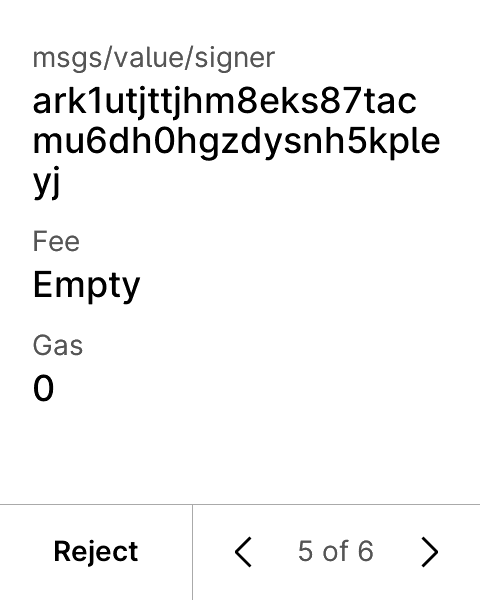 msgs/value/signer
ark1utjttjhm8eks87tac
mu6dh0hgzdysnh5kple
yj
Fee
Empty
Gas
0
Reject
5 of 6